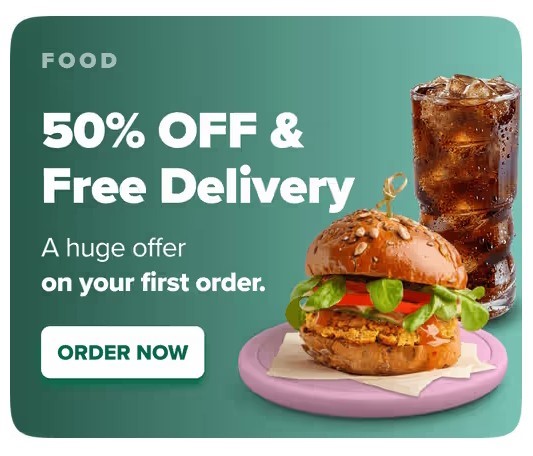 FOOD
50% OFF &
Free Delivery
A huge offer
on your first order.
ORDER NOW